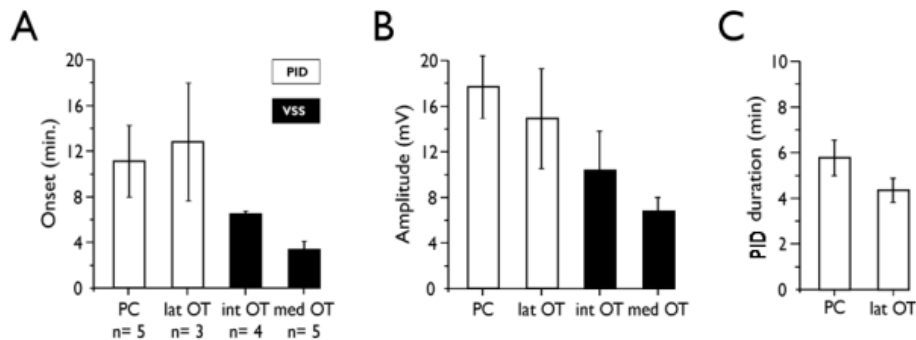 A
Onset (min.)
20
16
12
8
4
0
PID
VSS
PC lat OT int OT med OT
n= 5 n= 3 n= 4 n= 5
B
Amplitude (mV)
20
16
12
8
4
0
PC lat OT int OT med OT
C
PID duration (min)
10
8
6
4
2
0
PC lat OT